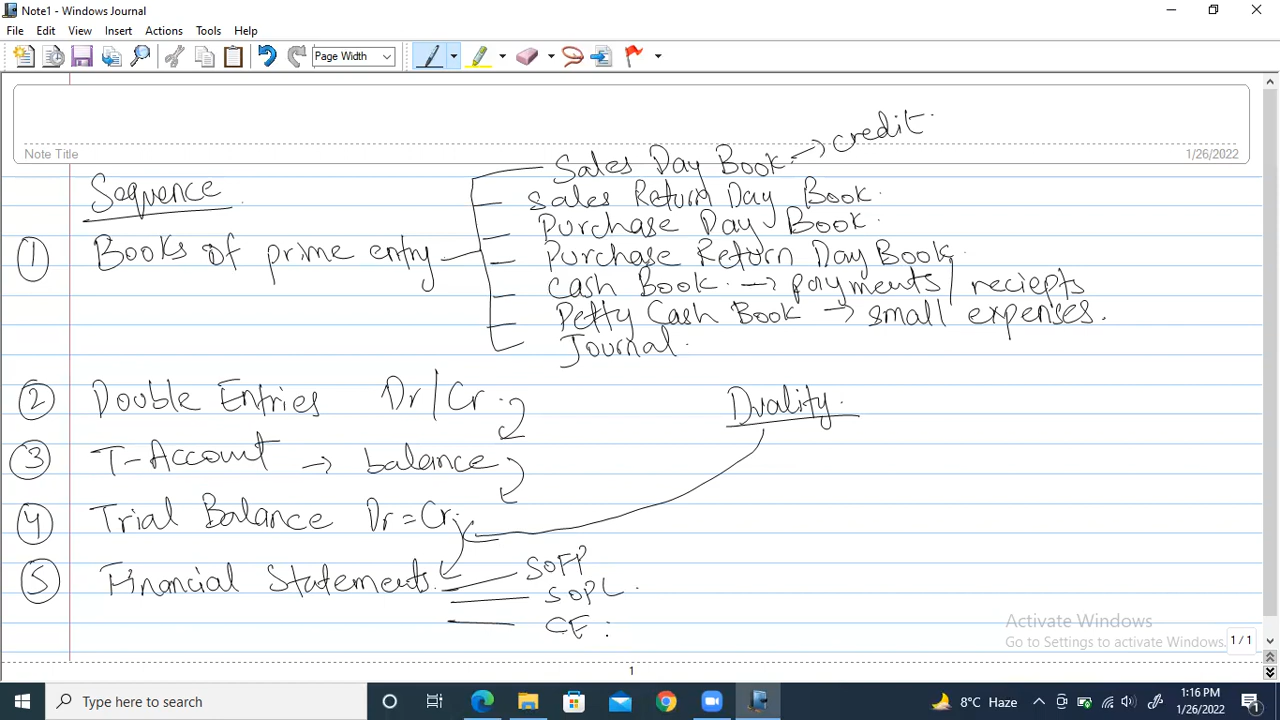 Note1 - Windows Journal
File Edit View Insert Actions Tools Help
Page Width
Note Title
1/26/2022
Sequence
① Books of prime entry
Sales Day Book → credit.
Sales Return Day Book.
Purchase Day Book.
Purchase Return Day Book.
Cash Book. → payments / reciepts
Petty Cash Book → small expenses.
Journal.
② Double Entries Dr/Cr.
Duality.
③ T-Account → balance
④ Trial Balance Dr = Cr.
⑤ Financial Statements.
SOFP
SOPL.
Activate Windows
Go to Settings to activate Windows.
1 / 1
1
Type here to search
8°C Haze
1:16 PM
1/26/2022
1